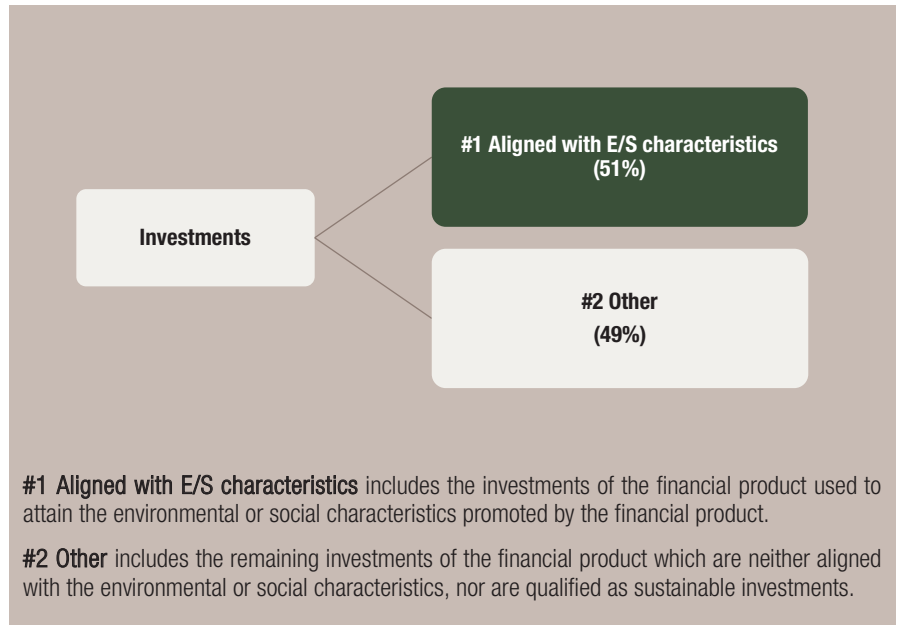 #1 Aligned with E/S characteristics
(51%)
Investments
#2 Other
(49%)
#1 Aligned with E/S characteristics includes the investments of the financial product used to
attain the environmental or social characteristics promoted by the financial product.
#2 Other includes the remaining investments of the financial product which are neither aligned
with the environmental or social characteristics, nor are qualified as sustainable investments.